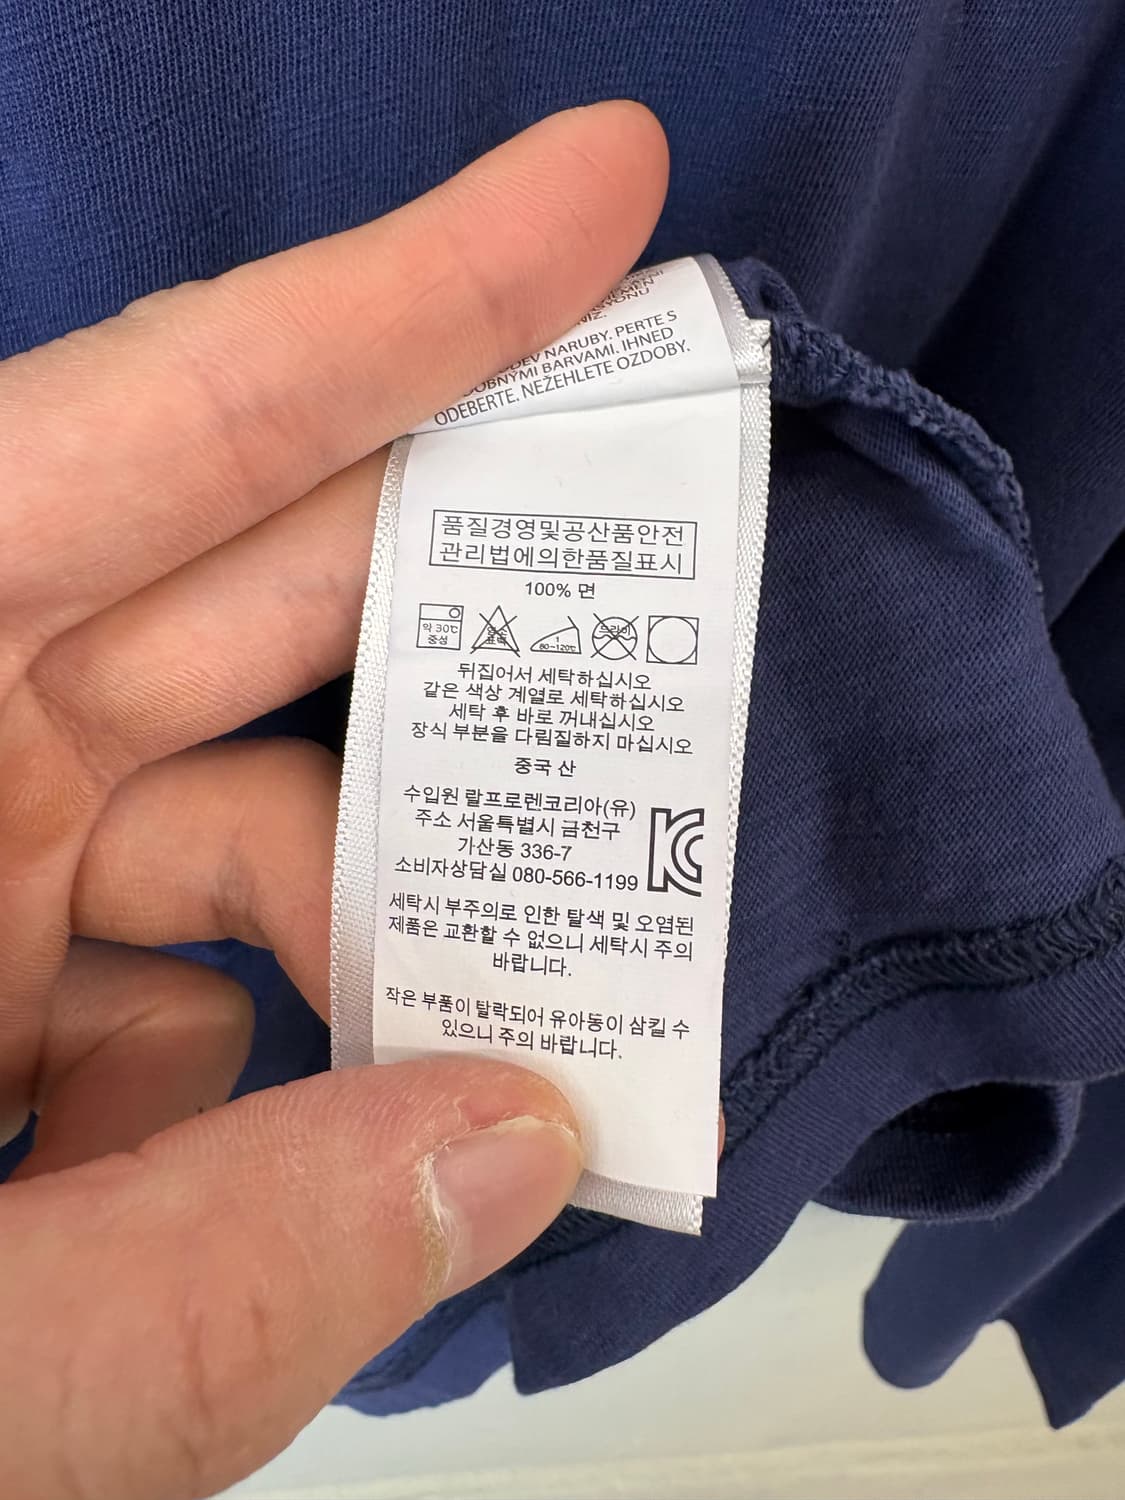 NİZ.
NARUBY. PERTE S
BARVAMI. IHNED
ODEBERTE. NEŽEHLETE OZDOBY.
품질경영및공산품안전
관리법에의한품질표시
100% 면
약 30℃
중성
염소
표백
1
80~120℃
드라이
뒤집어서 세탁하십시오
같은 색상 계열로 세탁하십시오
세탁 후 바로 꺼내십시오
장식 부분을 다림질하지 마십시오
중국 산
수입원 랄프로렌코리아(유)
주소 서울특별시 금천구
가산동 336-7
소비자상담실 080-566-1199
KC
세탁시 부주의로 인한 탈색 및 오염된
제품은 교환할 수 없으니 세탁시 주의
바랍니다.
작은 부품이 탈락되어 유아동이 삼킬 수
있으니 주의 바랍니다.